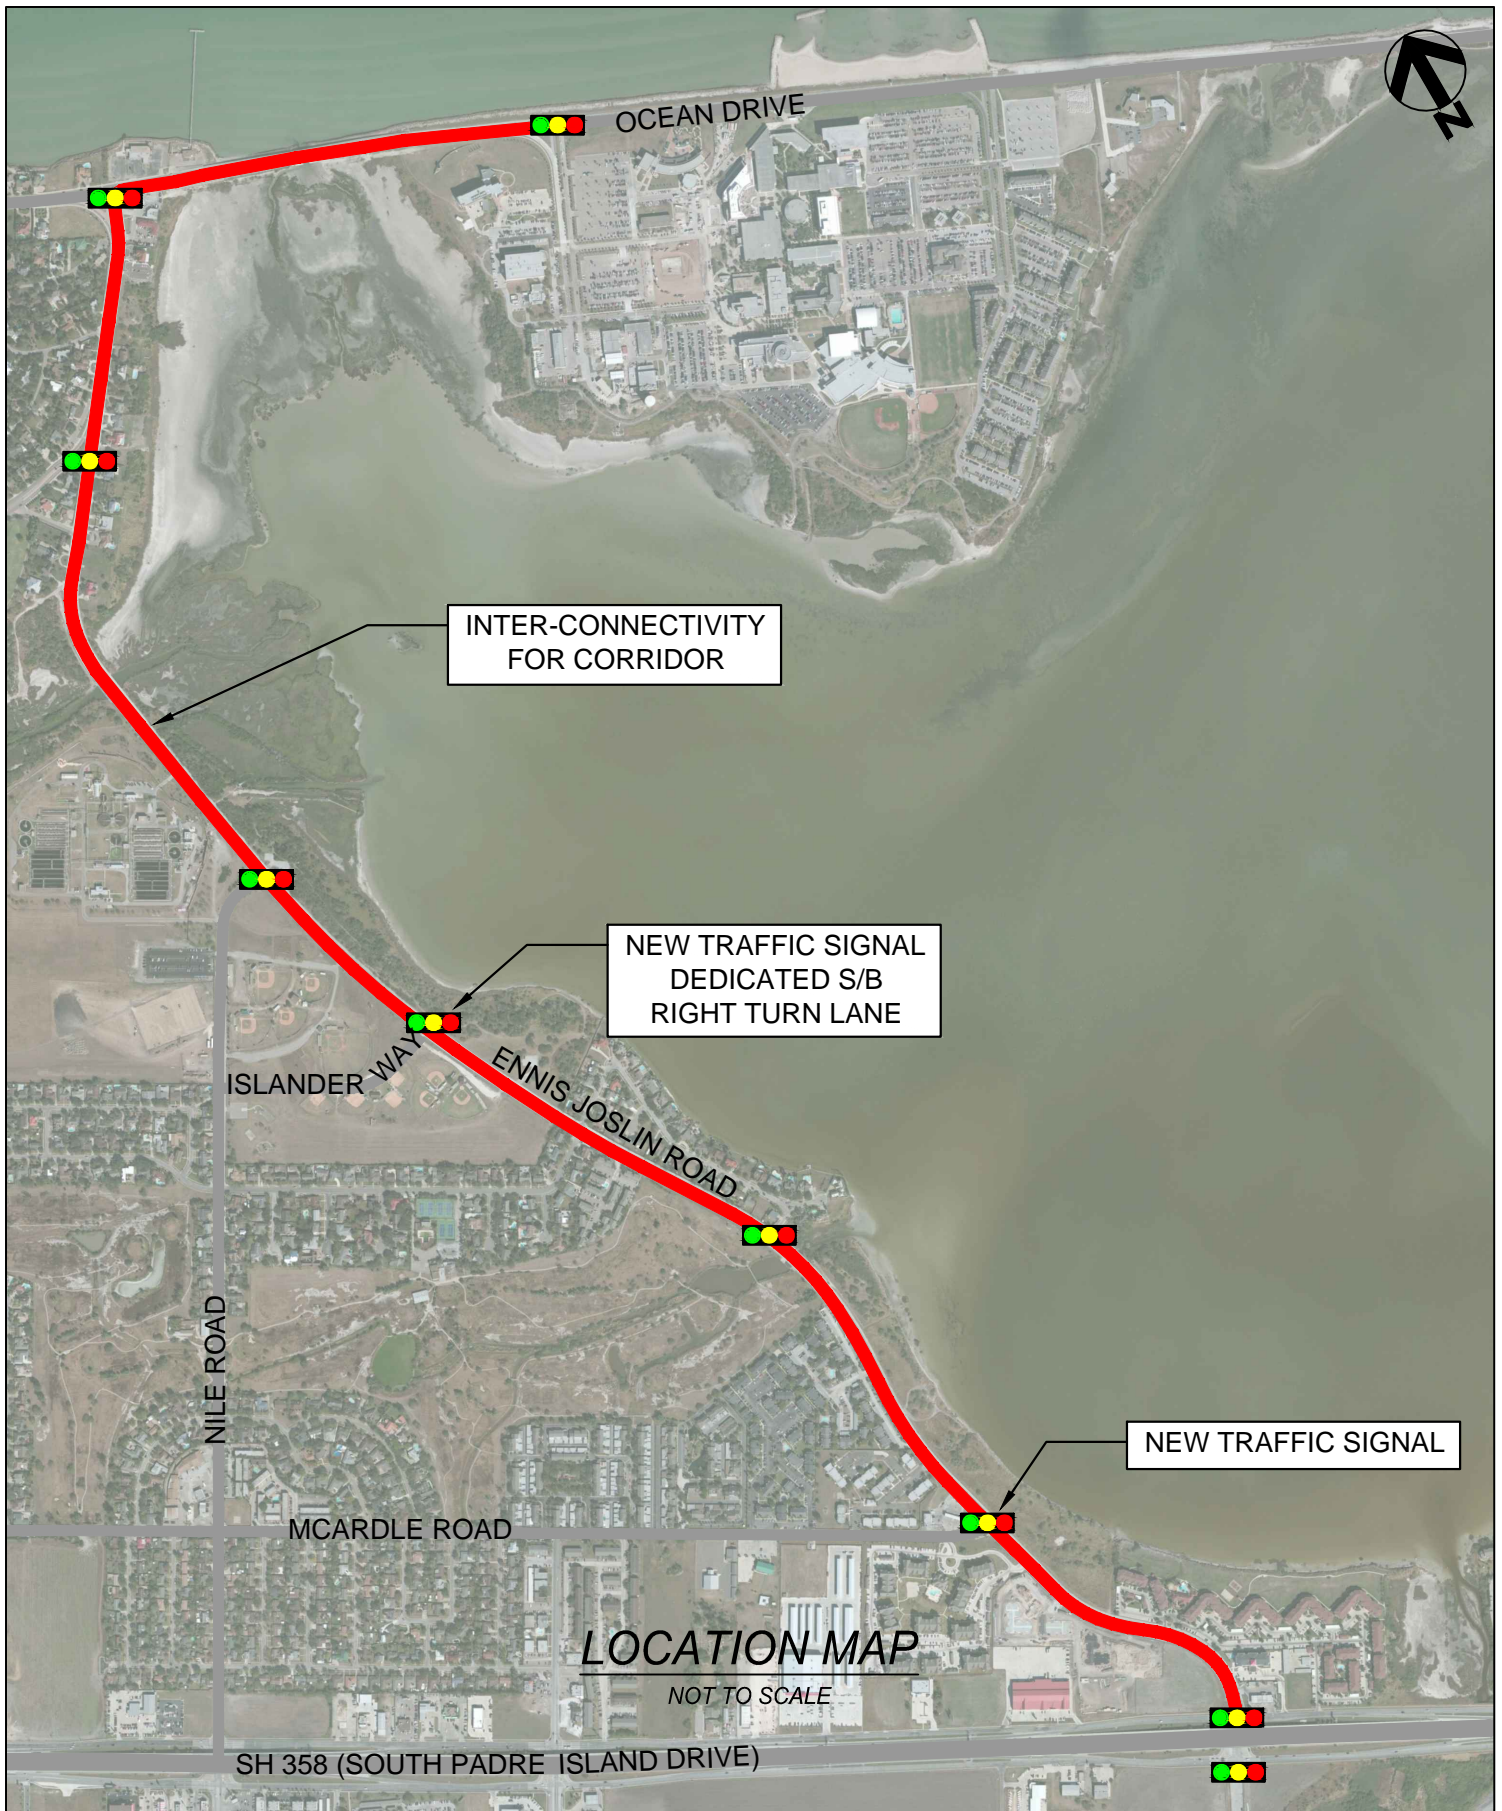 N
OCEAN DRIVE
INTER-CONNECTIVITY
FOR CORRIDOR
NEW TRAFFIC SIGNAL
DEDICATED S/B
RIGHT TURN LANE
ISLANDER WAY
ENNIS JOSLIN ROAD
NILE ROAD
NEW TRAFFIC SIGNAL
MCARDLE ROAD
LOCATION MAP
NOT TO SCALE
SH 358 (SOUTH PADRE ISLAND DRIVE)